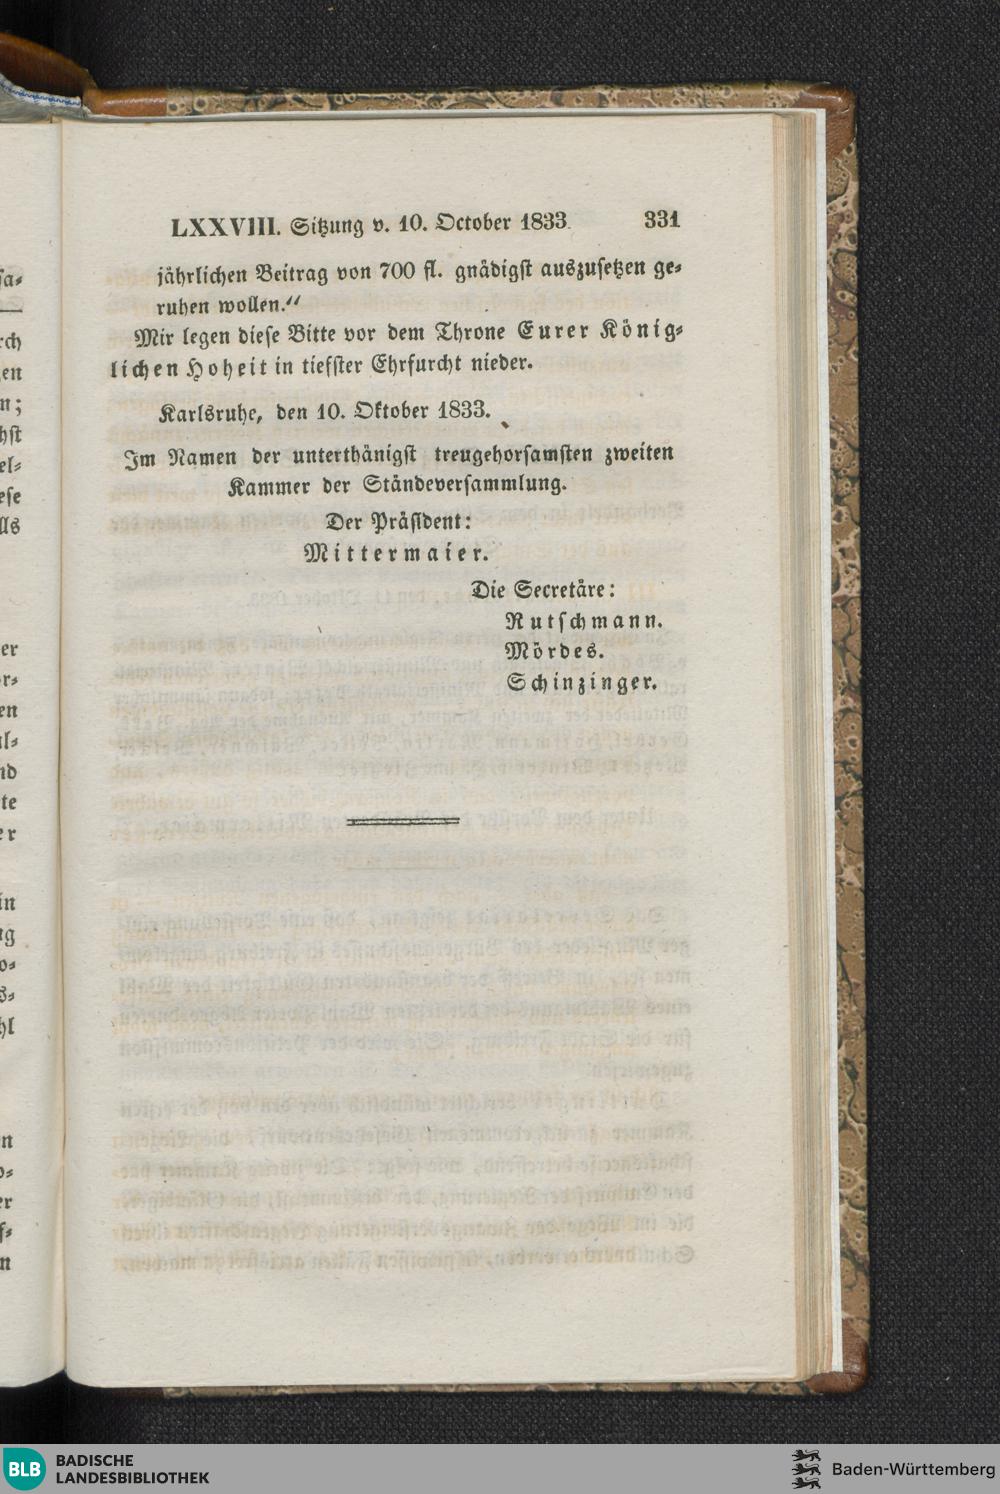 LXXVIII. Sitzung v. 10. October 1833. 331
jährlichen Beitrag von 700 fl. gnädigst auszusetzen ge-
ruhen wollen.“
Wir legen diese Bitte vor dem Throne Eurer König-
lichen Hoheit in tiefster Ehrfurcht nieder.
Karlsruhe, den 10. Oktober 1833.
Im Namen der unterthänigst treugehorsamsten zweiten
Kammer der Ständeversammlung.
Der Präsident:
Mittermaier.
Die Secretäre:
Rutschmann.
Mördes.
Schinzinger.
BLB BADISCHE
LANDESBIBLIOTHEK
Baden-Württemberg